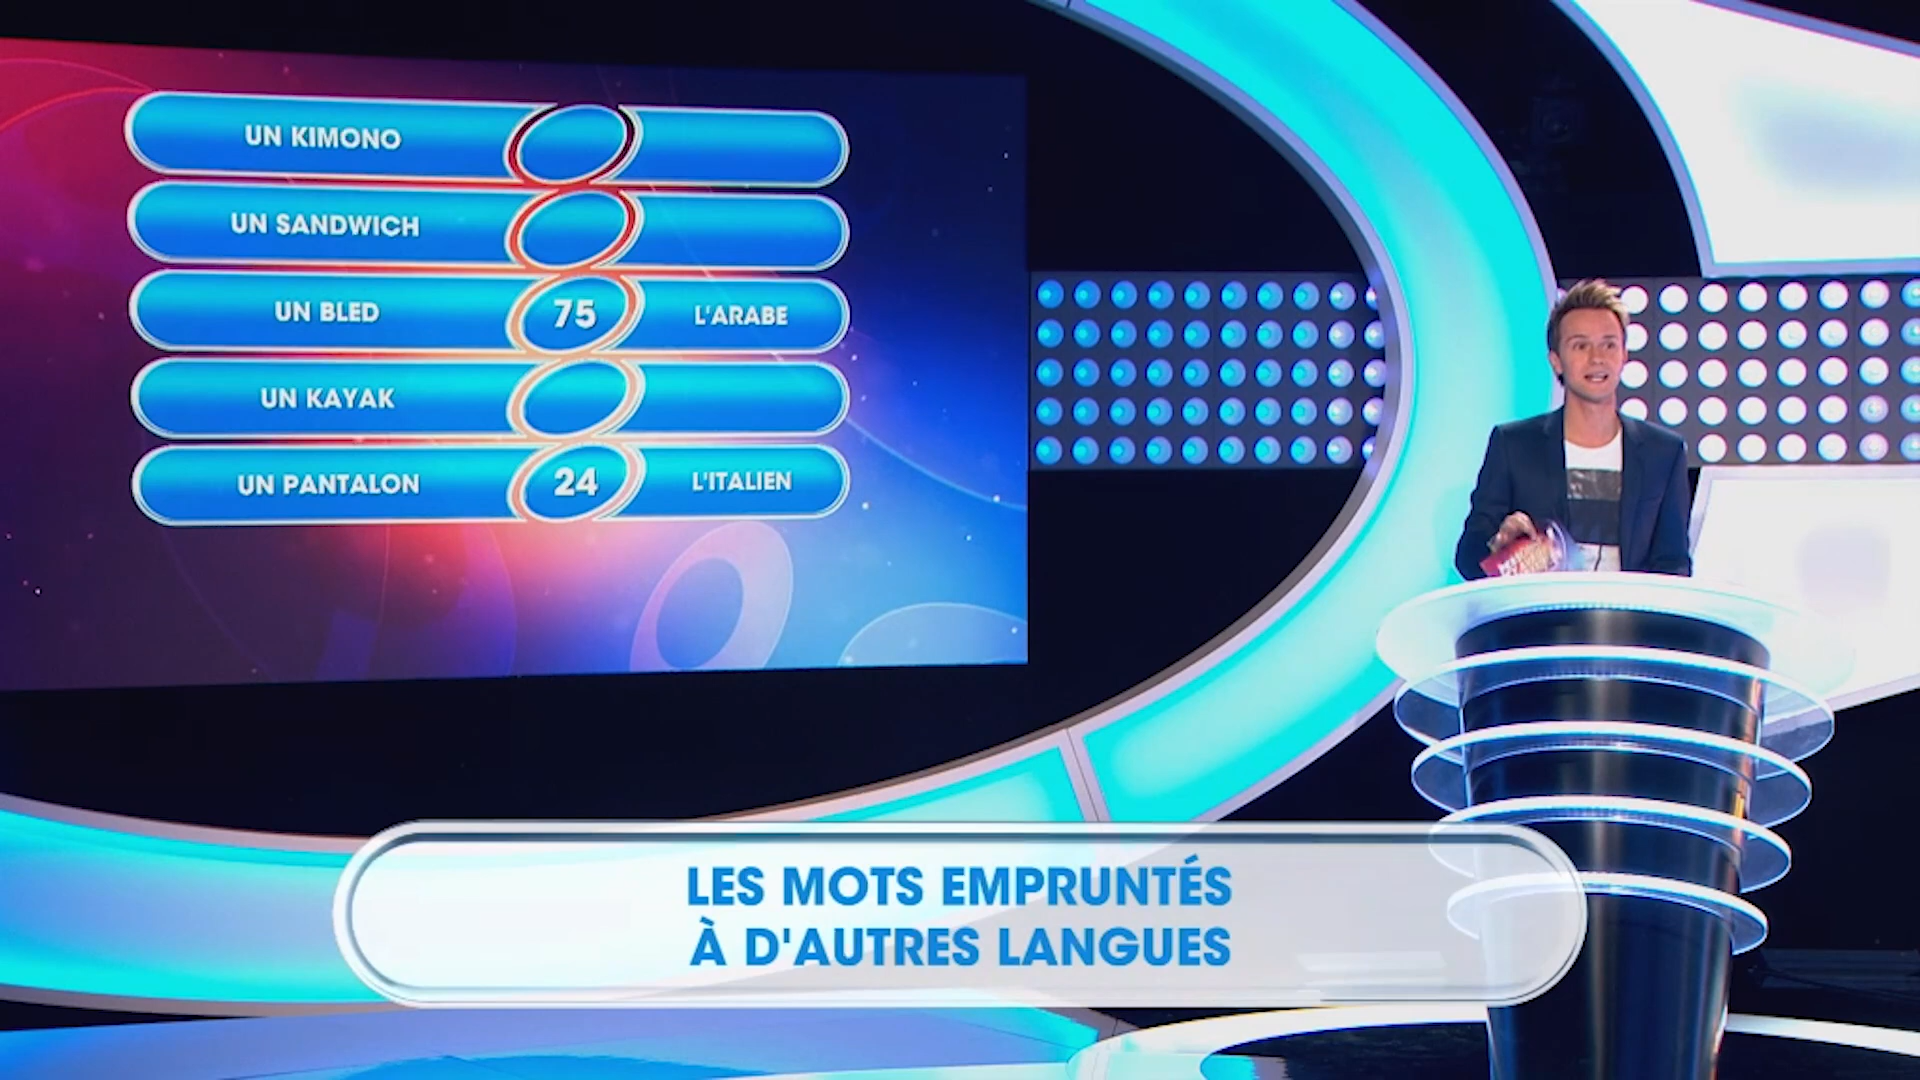 UN KIMONO
UN SANDWICH
UN BLED 75 L'ARABE
UN KAYAK
UN PANTALON 24 L'ITALIEN
LES MOTS EMPRUNTÉS
À D'AUTRES LANGUES